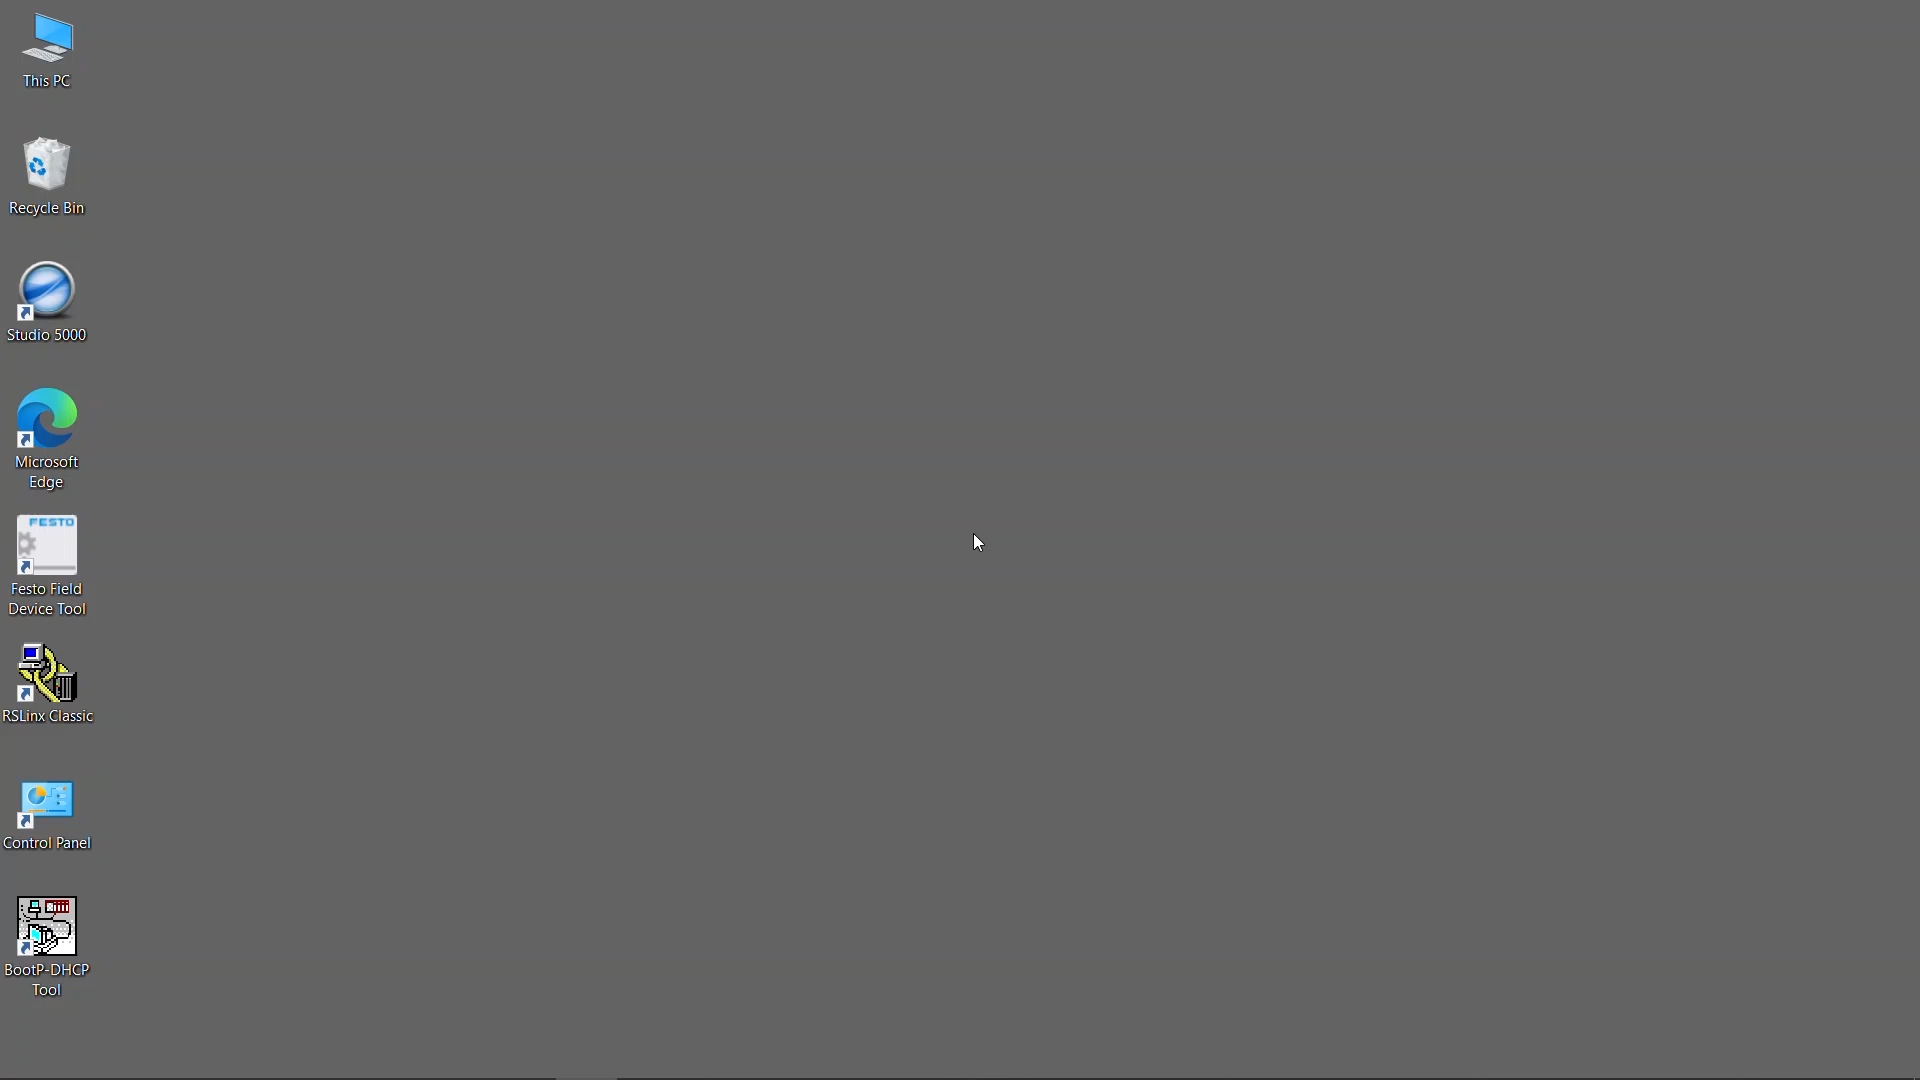 This PC
Recycle Bin
Studio 5000
Microsoft
Edge
FESTO
Festo Field
Device Tool
RSLinx Classic
Control Panel
BootP-DHCP
Tool